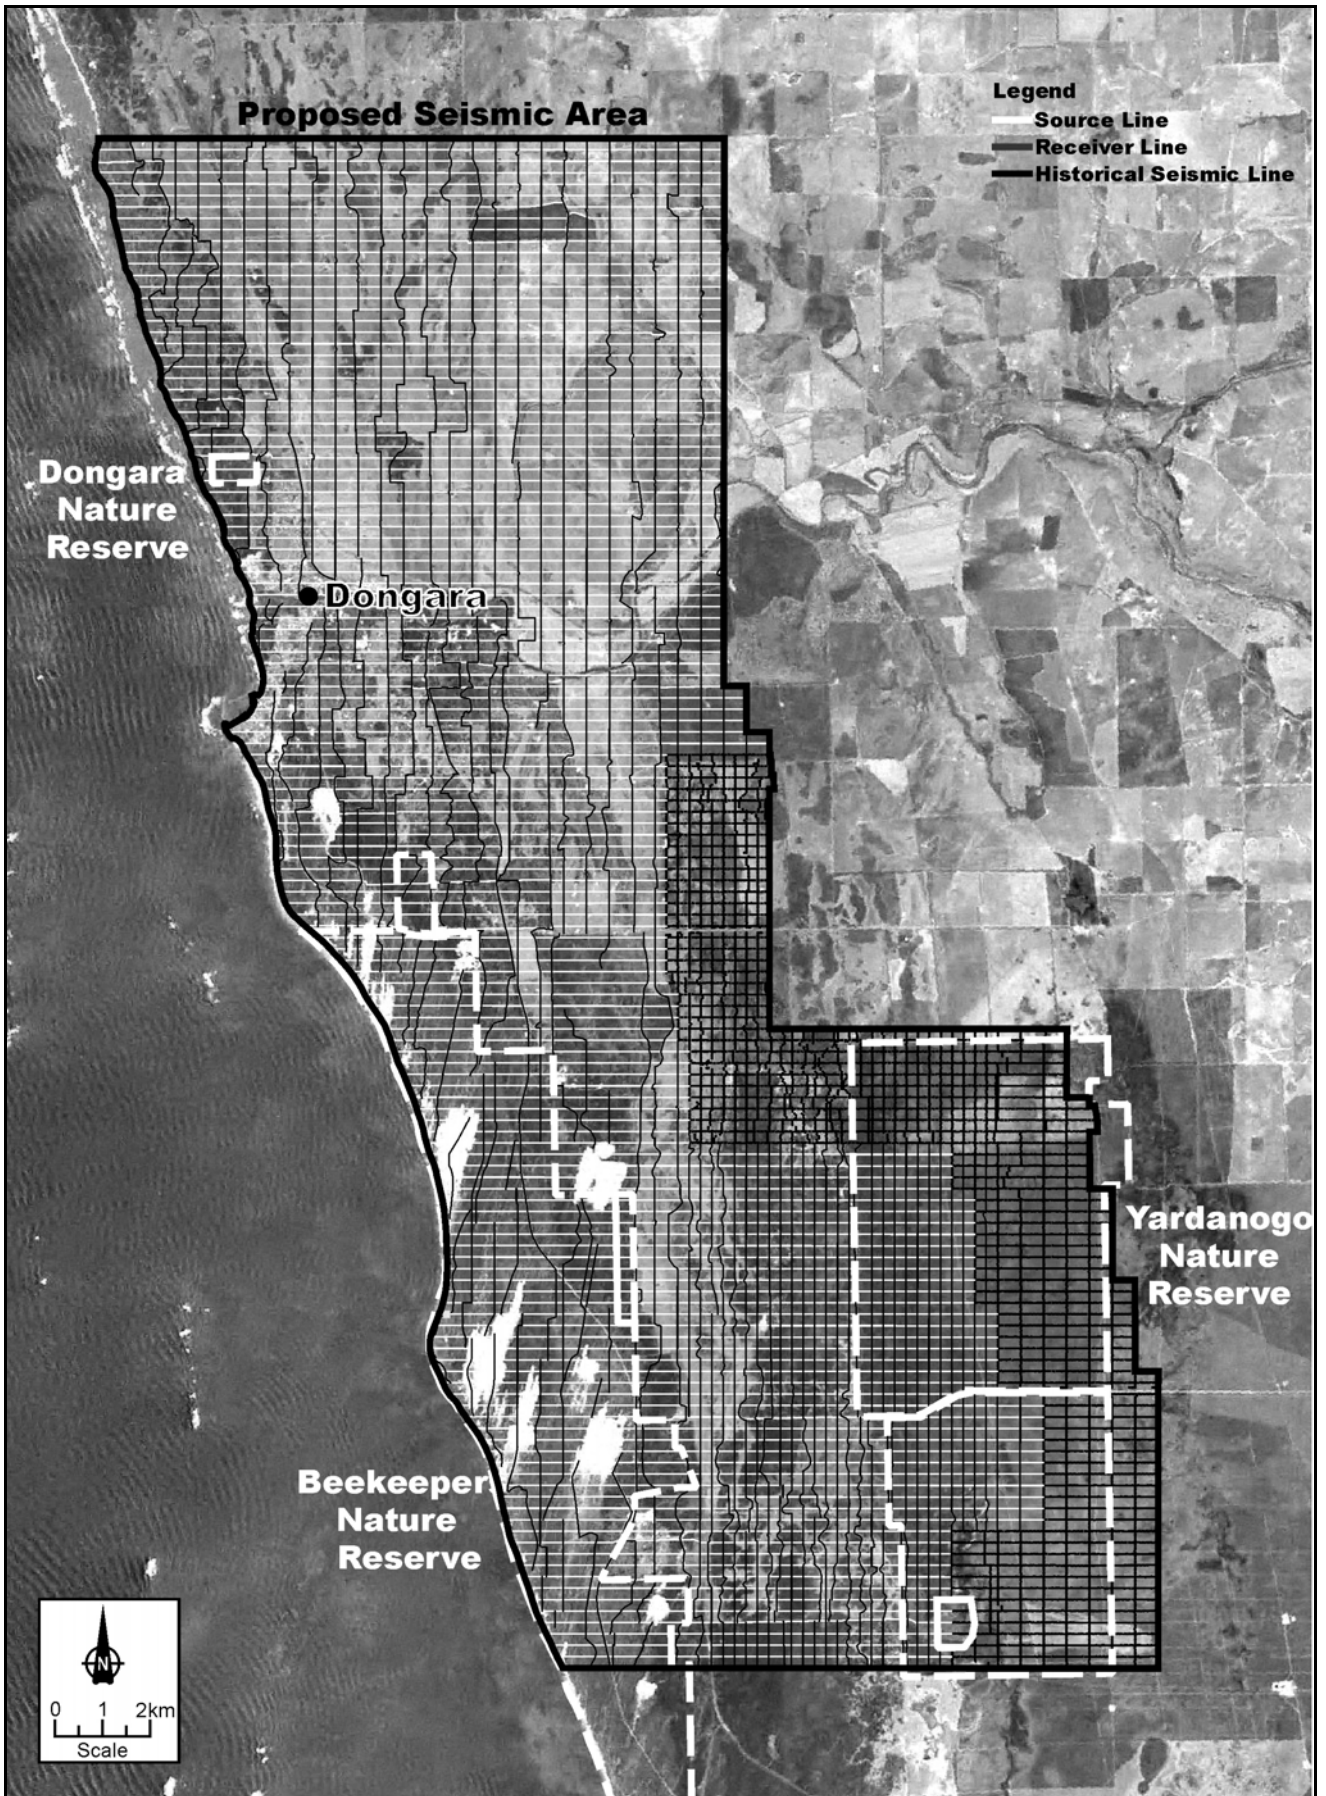 Proposed Seismic Area
Legend
Source Line
Receiver Line
Historical Seismic Line
Dongara
Nature
Reserve
Dongara
Yardanogo
Nature
Reserve
Beekeeper
Nature
Reserve
N
0 1 2km
Scale